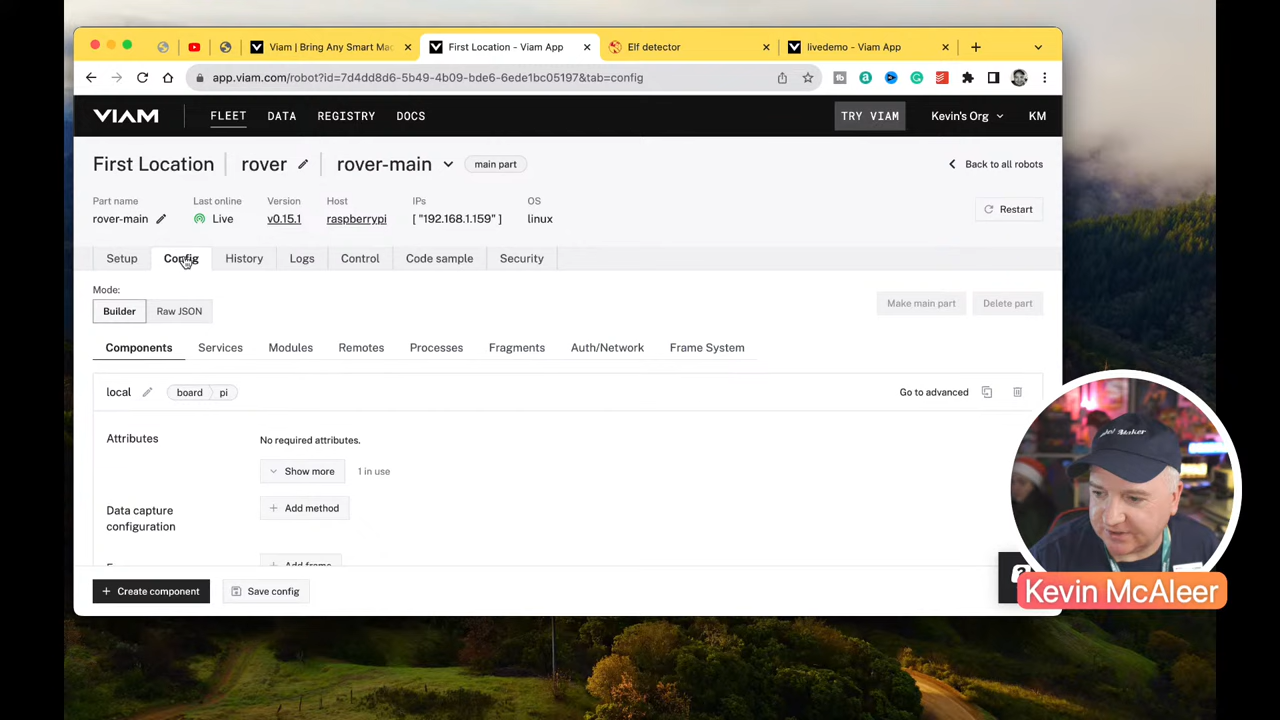 Viam | Bring Any Smart Ma
First Location - Viam App
Elf detector
livedemo - Viam App
app.viam.com/robot?id=7d4dd8d6-5b49-4b09-bde6-6ede1bc05197&tab=config
VIAM FLEET DATA REGISTRY DOCS TRY VIAM Kevin's Org KM
First Location rover rover-main main part Back to all robots
Part name Last online Version Host IPs OS
rover-main Live v0.15.1 raspberrypi [ "192.168.1.159" ] linux Restart
Setup Config History Logs Control Code sample Security
Mode:
Builder Raw JSON Make main part Delete part
Components Services Modules Remotes Processes Fragments Auth/Network Frame System
local board pi Go to advanced
Attributes No required attributes.
Show more 1 in use
Data capture
configuration
Add method
Add frame
Create component Save config
Kevin McAleer